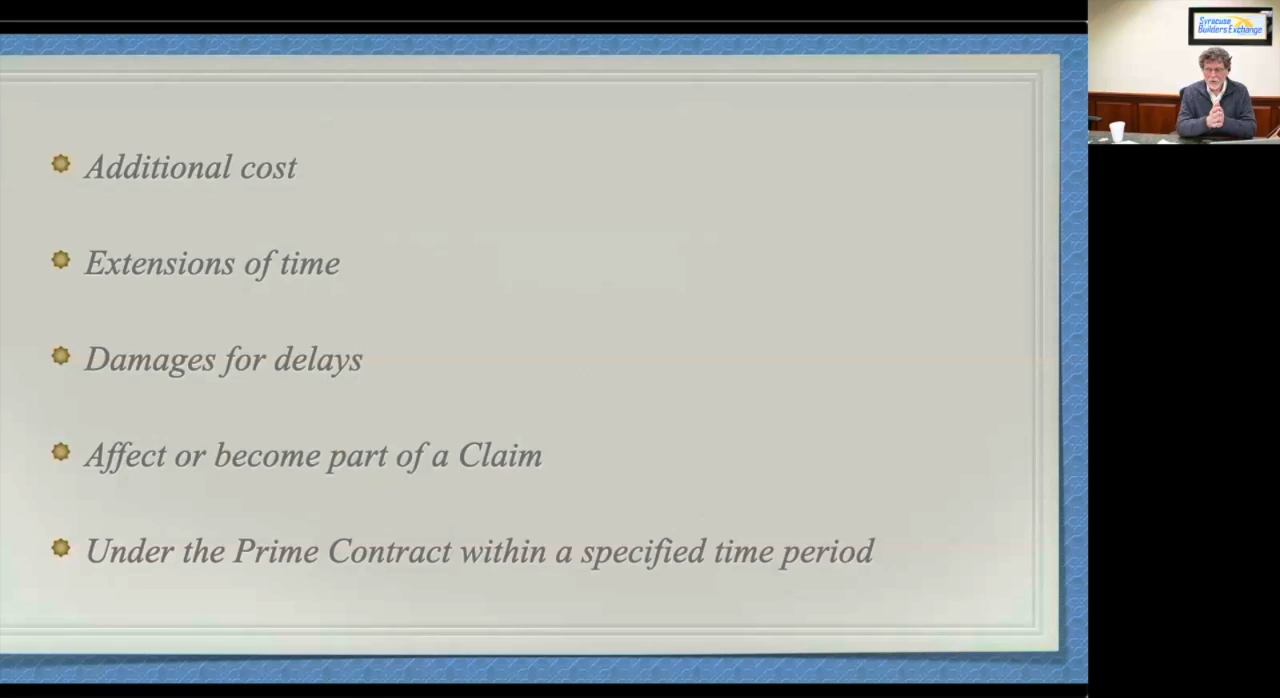 Additional cost
Extensions of time
Damages for delays
Affect or become part of a Claim
Under the Prime Contract within a specified time period
Syracuse
Builders Exchange